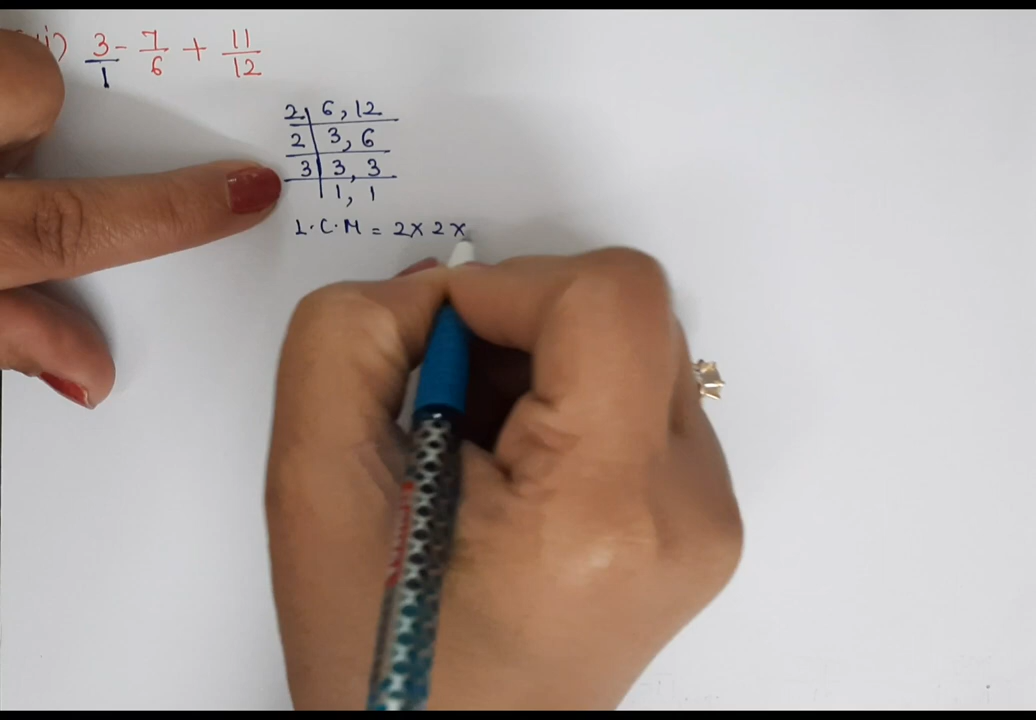 i) 3/1 - 7/6 + 11/12
2 | 6, 12
2 | 3, 6
3 | 3, 3
1, 1
L.C.M = 2 x 2 x